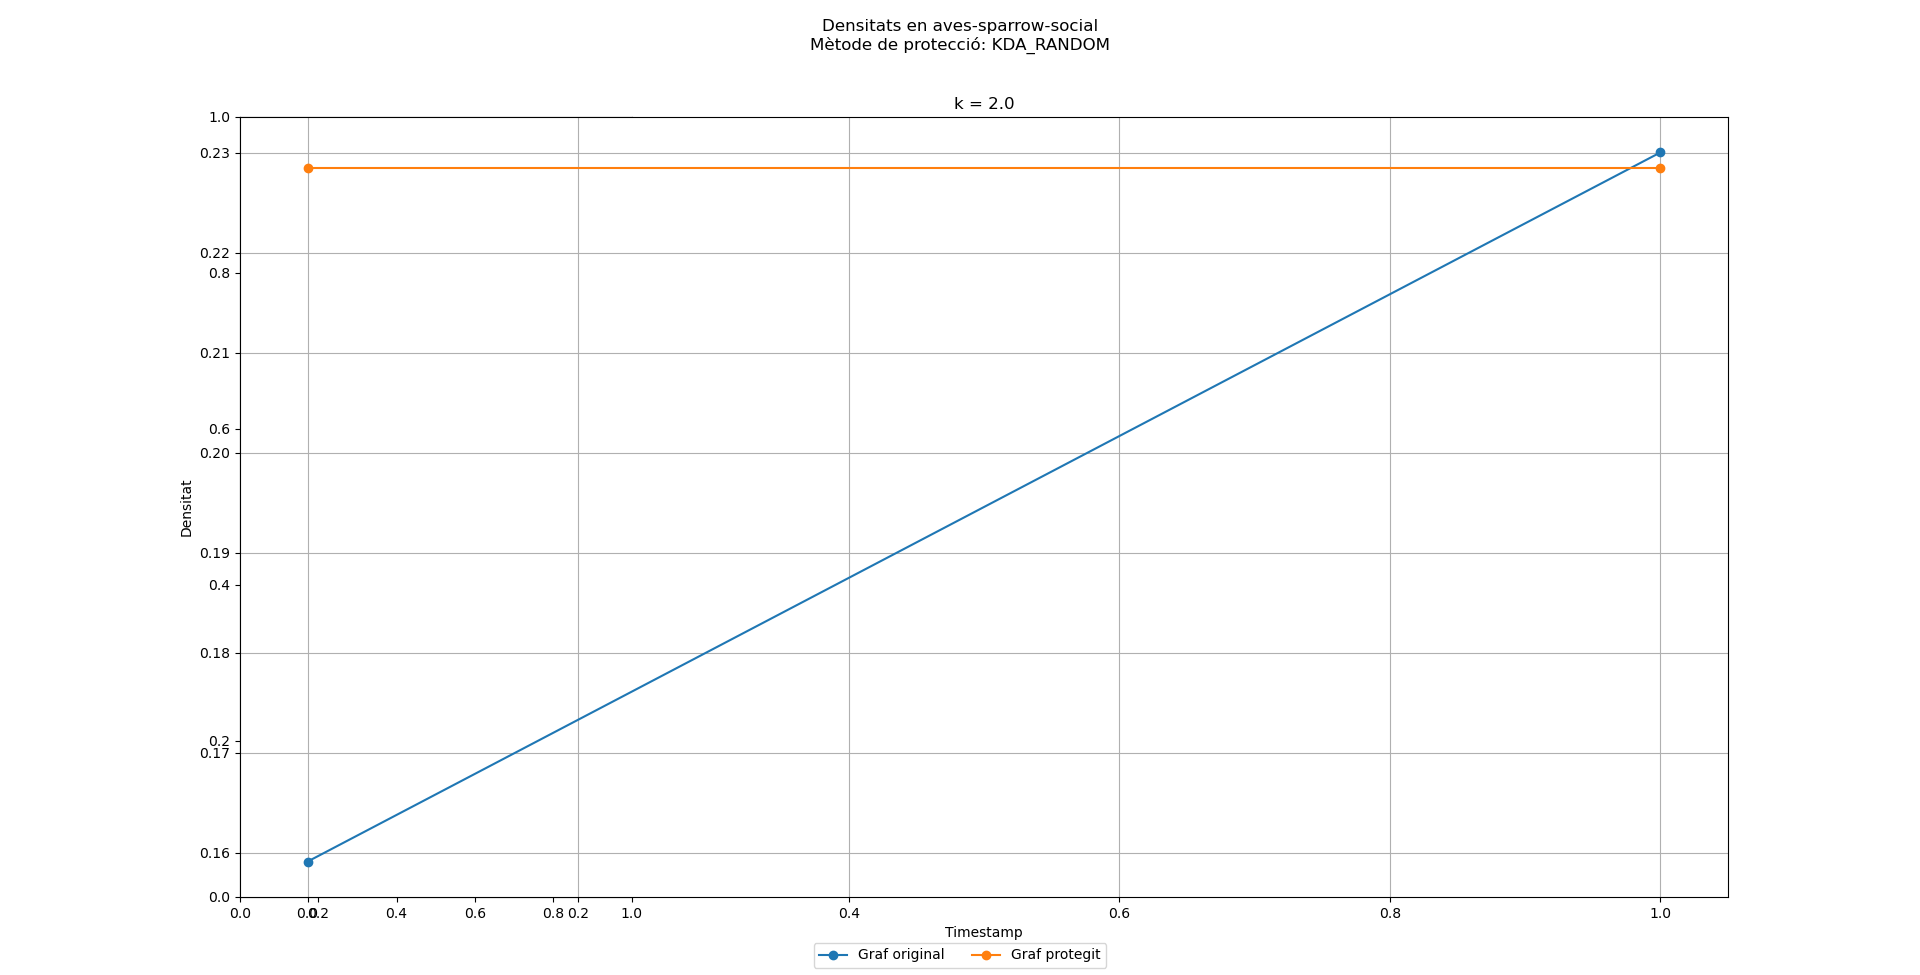 Densitats en aves-sparrow-social
Mètode de protecció: KDA_RANDOM
k = 2.0
1.0
0.23
0.22
0.8
0.21
0.6
0.20
Densitat
0.19
0.4
0.18
0.2
0.17
0.16
0.0
0.0 0.0 0.2 0.4 0.6 0.8 0.2 1.0 0.4 0.6 0.8 1.0
Timestamp
Graf original Graf protegit